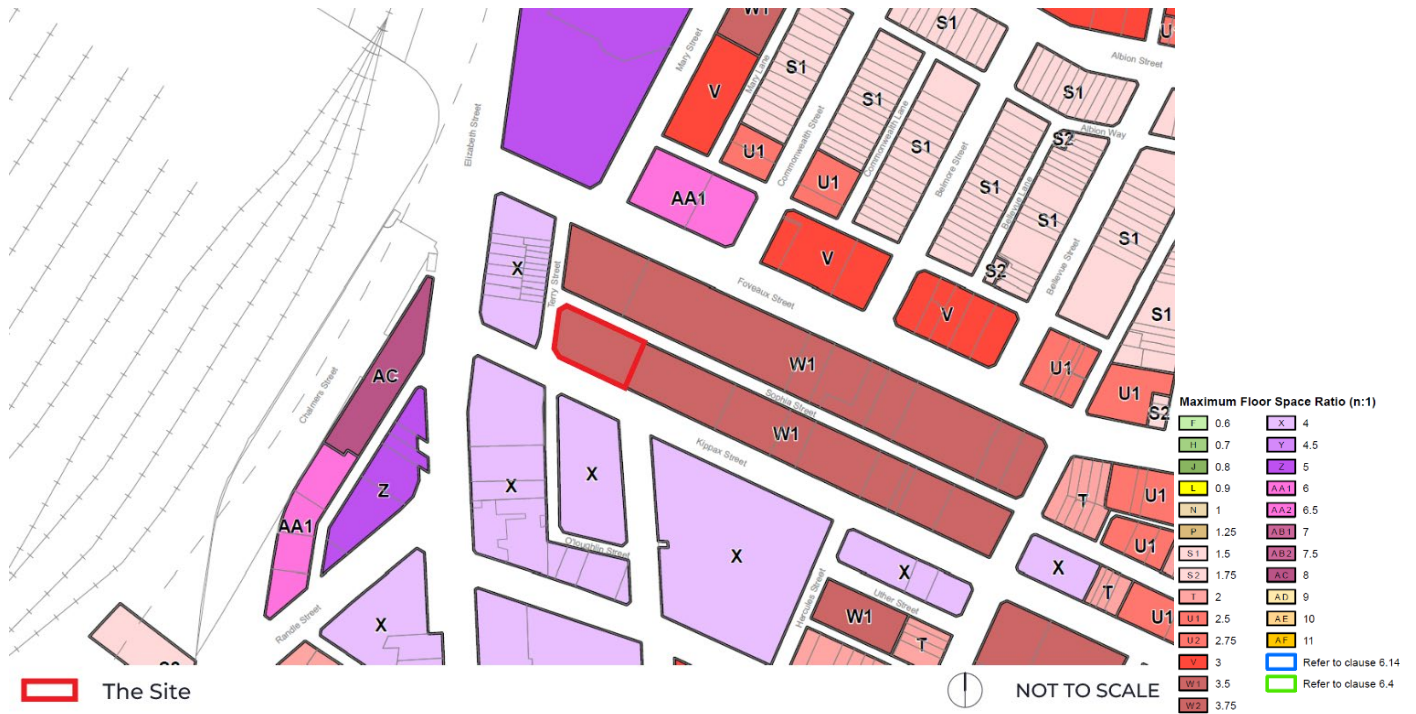 W1
S1
Albion Street
U
Mary Street
V
Mary Lane
S1
S1
S1
Commonwealth Street
Commonwealth Lane
Albion Way
S2
Elizabeth Street
U1
S1
Belmore Street
S1
Bellevue Lane
U1
S1
S1
AA1
Bellevue Street
X
Terry Street
V
S2
Foveaux Street
V
S1
W1
U1
AC
Chalmers Street
Sophia Street
U1
S2
W1
Kippax Street
X
X
Z
T
U1
AA1
O'loughlin Street
X
U1
X
X
Hercules Street
Uther Street
T
U1
Randle Street
X
W1
T
Maximum Floor Space Ratio (n:1)
F 0.6 X 4
H 0.7 Y 4.5
J 0.8 Z 5
L 0.9 AA1 6
N 1 AA2 6.5
P 1.25 AB1 7
S1 1.5 AB2 7.5
S2 1.75 AC 8
T 2 AD 9
U1 2.5 AE 10
U2 2.75 AF 11
V 3 Refer to clause 6.14
W1 3.5 Refer to clause 6.4
W2 3.75
The Site
NOT TO SCALE